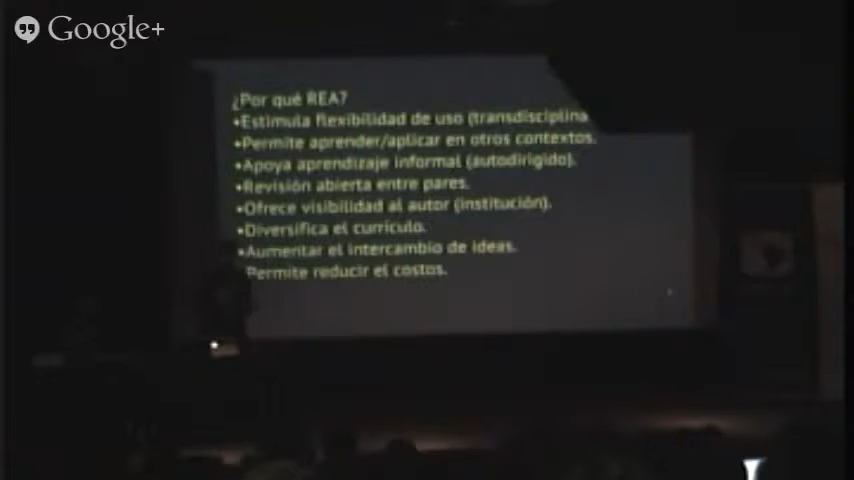 Google+
¿Por qué REA?
•Estimula flexibilidad de uso (transdisciplina
•Permite aprender/aplicar en otros contextos.
•Apoya aprendizaje informal (autodirigido).
•Revisión abierta entre pares.
•Ofrece visibilidad al autor (institución).
•Diversifica el currículo.
•Aumentar el intercambio de ideas.
Permite reducir el costos.